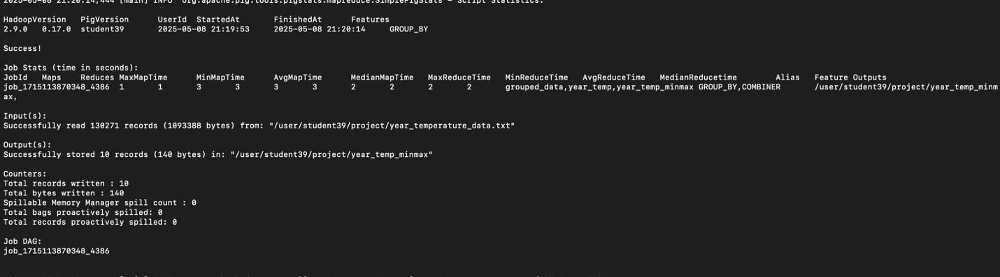 2025-05-08 21:20:14,444 [main] INFO org.apache.pig.tools.pigstats.mapreduce.SimplePigStats - Script Statistics:
HadoopVersion PigVersion UserId StartedAt FinishedAt Features
2.9.0 0.17.0 student39 2025-05-08 21:19:53 2025-05-08 21:20:14 GROUP_BY
Success!
Job Stats (time in seconds):
JobId Maps Reduces MaxMapTime MinMapTime AvgMapTime MedianMapTime MaxReduceTime MinReduceTime AvgReduceTime MedianReducetime Alias Feature Outputs
job_1715113870348_4386 1 1 3 3 3 3 2 2 2 2 grouped_data,year_temp,year_temp_minmax GROUP_BY,COMBINER /user/student39/project/year_temp_minm
ax,
Input(s):
Successfully read 130271 records (1093388 bytes) from: "/user/student39/project/year_temperature_data.txt"
Output(s):
Successfully stored 10 records (140 bytes) in: "/user/student39/project/year_temp_minmax"
Counters:
Total records written : 10
Total bytes written : 140
Spillable Memory Manager spill count : 0
Total bags proactively spilled: 0
Total records proactively spilled: 0
Job DAG:
job_1715113870348_4386